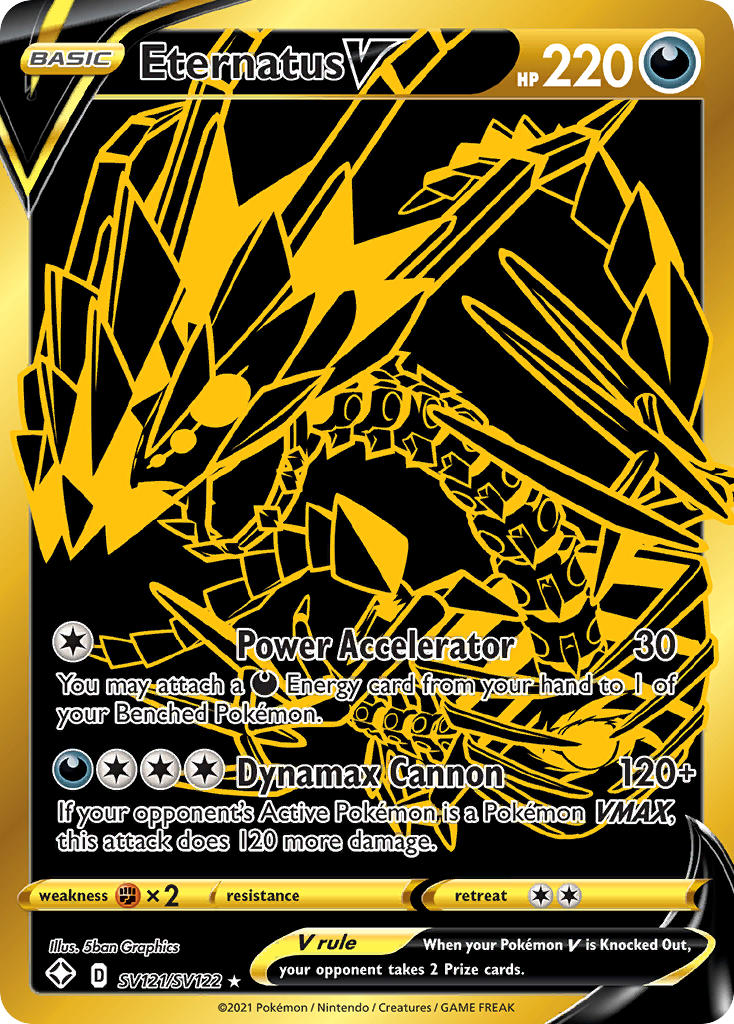 BASIC Eternatus V HP 220
Power Accelerator 30
You may attach a Energy card from your hand to 1 of
your Benched Pokémon.
Dynamax Cannon 120+
If your opponent's Active Pokémon is a Pokémon VMAX,
this attack does 120 more damage.
weakness ×2 resistance retreat
Illus. 5ban Graphics
V rule When your Pokémon V is Knocked Out,
your opponent takes 2 Prize cards.
D SV121/SV122 ★
©2021 Pokémon / Nintendo / Creatures / GAME FREAK